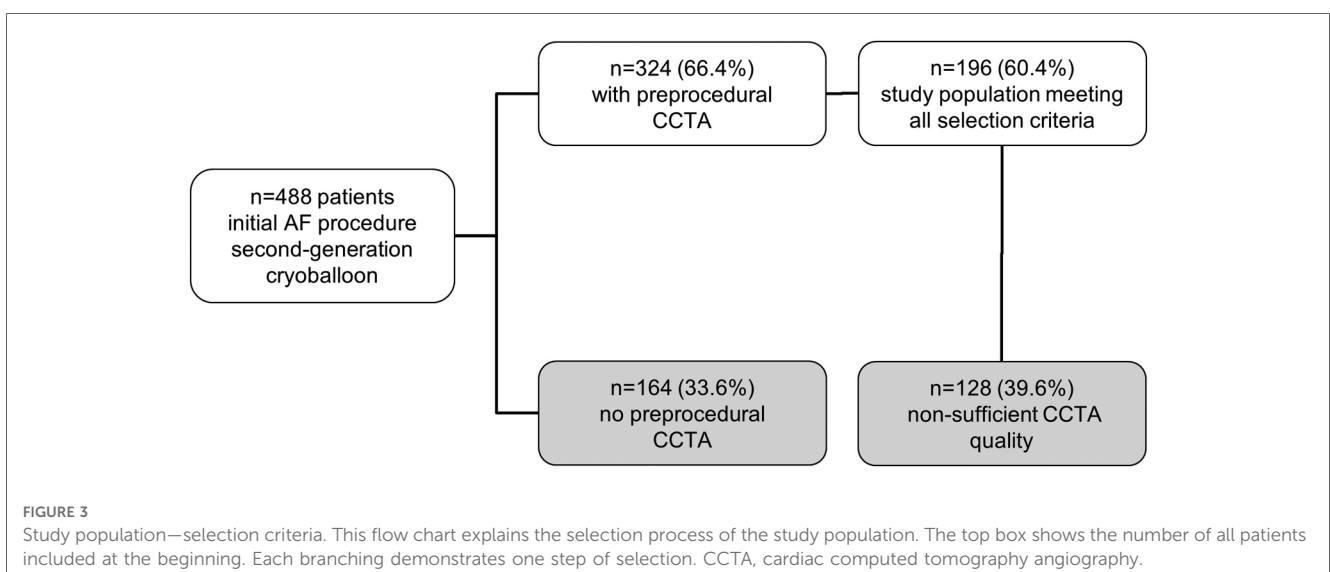 n=324 (66.4%)
with preprocedural
CCTA
n=196 (60.4%)
study population meeting
all selection criteria
n=488 patients
initial AF procedure
second-generation
cryoballoon
n=164 (33.6%)
no preprocedural
CCTA
n=128 (39.6%)
non-sufficient CCTA
quality
FIGURE 3
Study population—selection criteria. This flow chart explains the selection process of the study population. The top box shows the number of all patients
included at the beginning. Each branching demonstrates one step of selection. CCTA, cardiac computed tomography angiography.